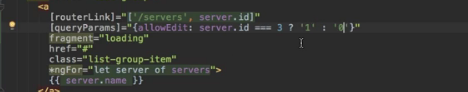 <a
[routerLink]="['/servers', server.id]"
[queryParams]="{allowEdit: server.id === 3 ? '1' : '0'}"
fragment="loading"
href="#"
class="list-group-item"
*ngFor="let server of servers">
{{ server.name }}
</a>